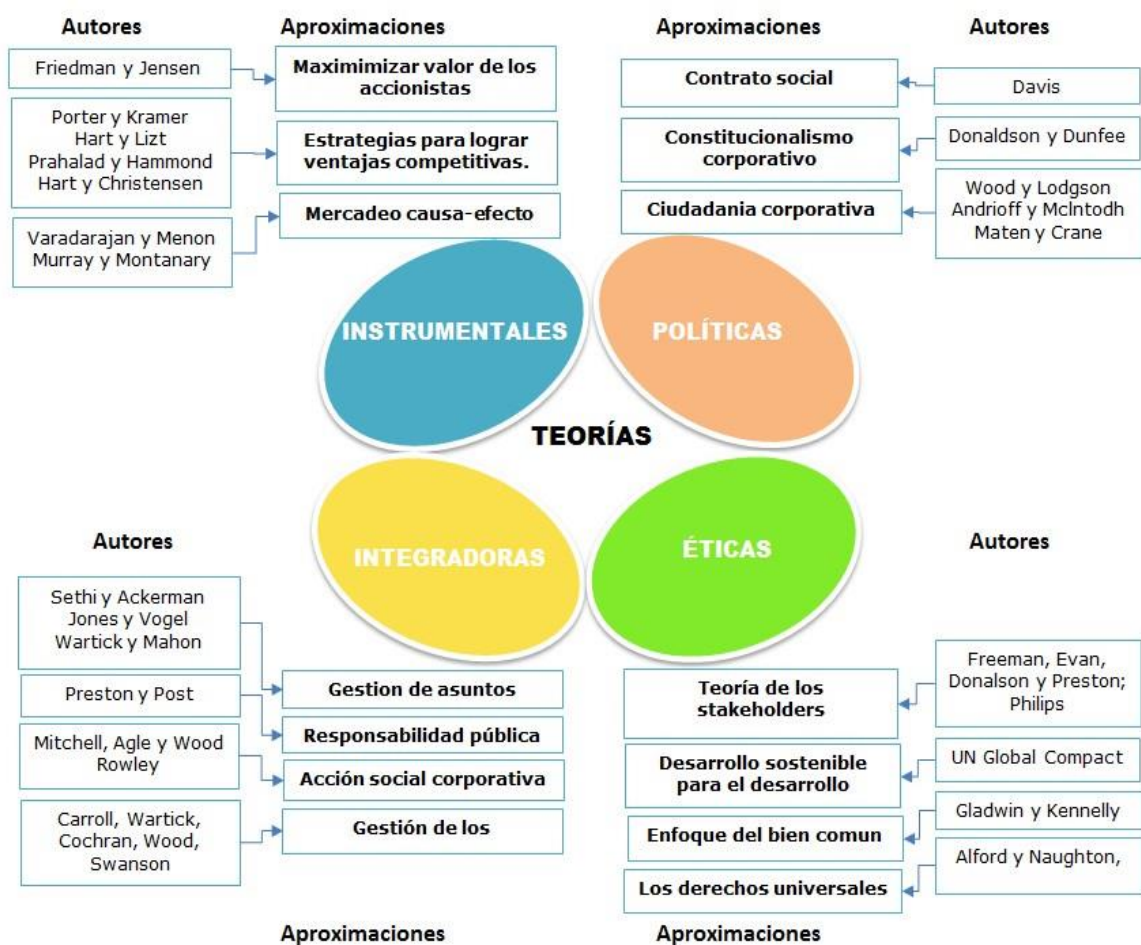 Autores
Aproximaciones
Friedman y Jensen
Maximimizar valor de los
accionistas
Porter y Kramer
Hart y Lizt
Prahalad y Hammond
Hart y Christensen
Estrategias para lograr
ventajas competitivas.
Varadarajan y Menon
Murray y Montanary
Mercadeo causa-efecto
Aproximaciones
Autores
Contrato social
Davis
Constitucionalismo
corporativo
Donaldson y Dunfee
Ciudadania corporativa
Wood y Lodgson
Andrioff y McIntodh
Maten y Crane
INSTRUMENTALES
POLÍTICAS
TEORÍAS
INTEGRADORAS
ÉTICAS
Autores
Sethi y Ackerman
Jones y Vogel
Wartick y Mahon
Gestion de asuntos
Preston y Post
Responsabilidad pública
Mitchell, Agle y Wood
Rowley
Acción social corporativa
Carroll, Wartick,
Cochran, Wood,
Swanson
Gestión de los
Aproximaciones
Autores
Teoría de los
stakeholders
Freeman, Evan,
Donalson y Preston;
Philips
Desarrollo sostenible
para el desarrollo
UN Global Compact
Enfoque del bien comun
Gladwin y Kennelly
Los derechos universales
Alford y Naughton,
Aproximaciones